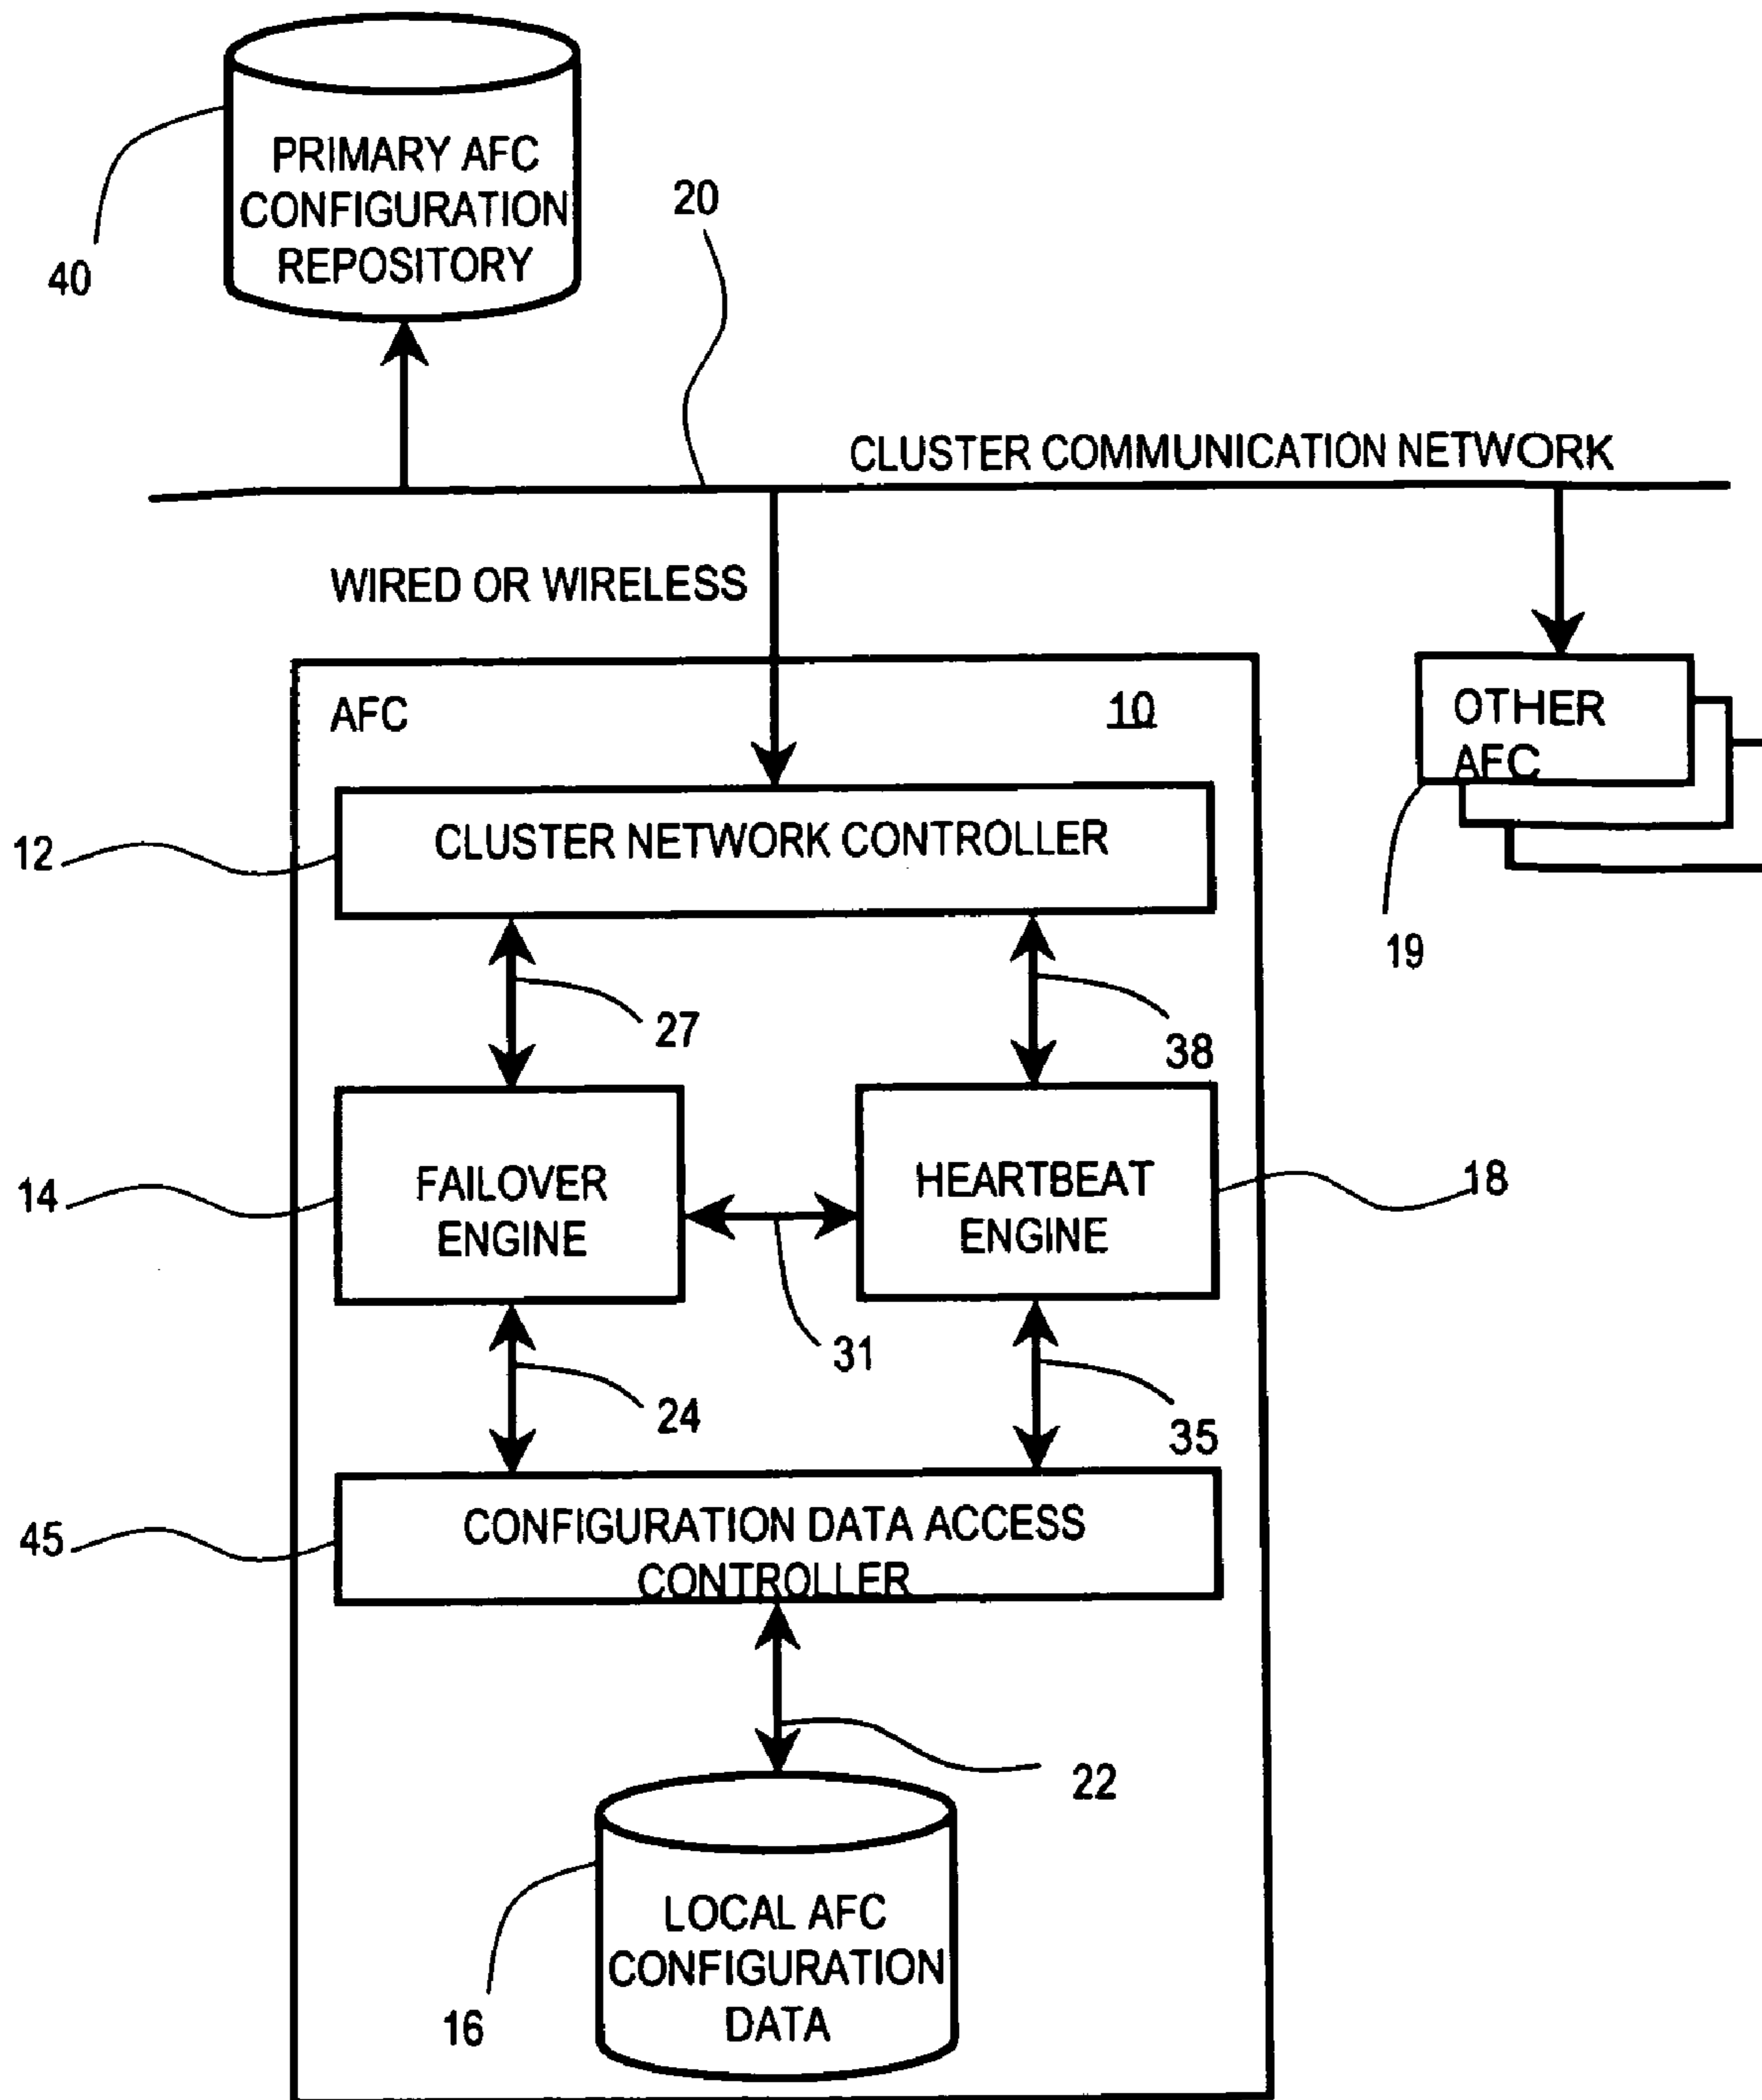 PRIMARY AFC
CONFIGURATION
REPOSITORY
40
20
CLUSTER COMMUNICATION NETWORK
WIRED OR WIRELESS
AFC
10
OTHER
AFC
19
CLUSTER NETWORK CONTROLLER
12
27
38
FAILOVER
ENGINE
14
HEARTBEAT
ENGINE
18
31
24
35
CONFIGURATION DATA ACCESS
CONTROLLER
45
22
LOCAL AFC
CONFIGURATION
DATA
16